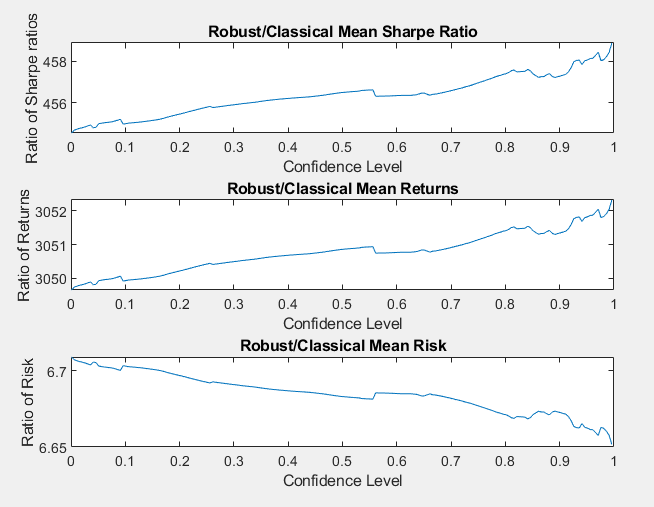 Robust/Classical Mean Sharpe Ratio
Ratio of Sharpe ratios
458
456
0 0.1 0.2 0.3 0.4 0.5 0.6 0.7 0.8 0.9 1
Confidence Level
Robust/Classical Mean Returns
Ratio of Returns
3052
3051
3050
0 0.1 0.2 0.3 0.4 0.5 0.6 0.7 0.8 0.9 1
Confidence Level
Robust/Classical Mean Risk
Ratio of Risk
6.7
6.65
0 0.1 0.2 0.3 0.4 0.5 0.6 0.7 0.8 0.9 1
Confidence Level